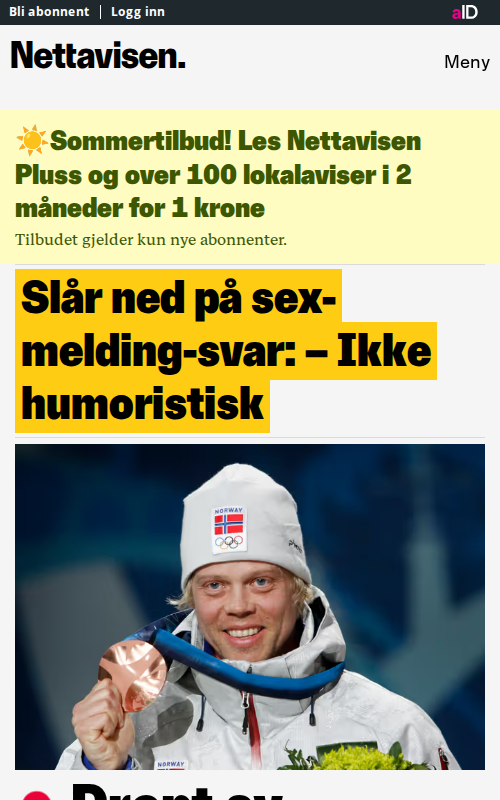 Bli abonnent | Logg inn
aID
Nettavisen.
Meny
☀️Sommertilbud! Les Nettavisen
Pluss og over 100 lokalaviser i 2
måneder for 1 krone
Tilbudet gjelder kun nye abonnenter.
Slår ned på sex-
melding-svar: – Ikke
humoristisk
NORWAY
NORWAY